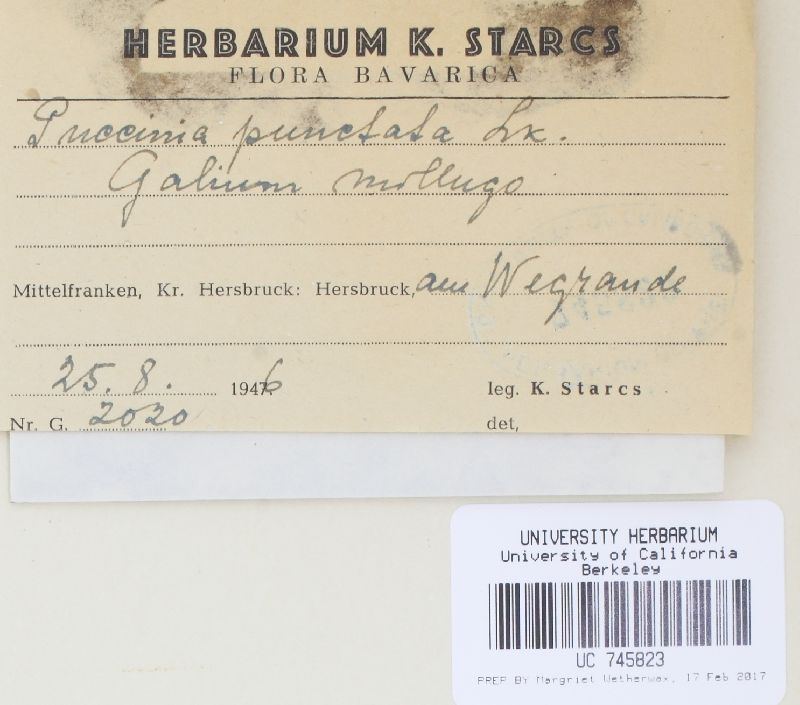 HERBARIUM K. STARCS
FLORA BAVARICA
Puccinia punctata Lk.
Galium mollugo
Mittelfranken, Kr. Hersbruck: Hersbruck, am Wegrande
25. 8. 1946
leg. K. Starcs
Nr. G. 2020
det,
UNIVERSITY HERBARIUM
University of California
Berkeley
UC 745823
PREP BY Margriet Wetherwax, 17 Feb 2017